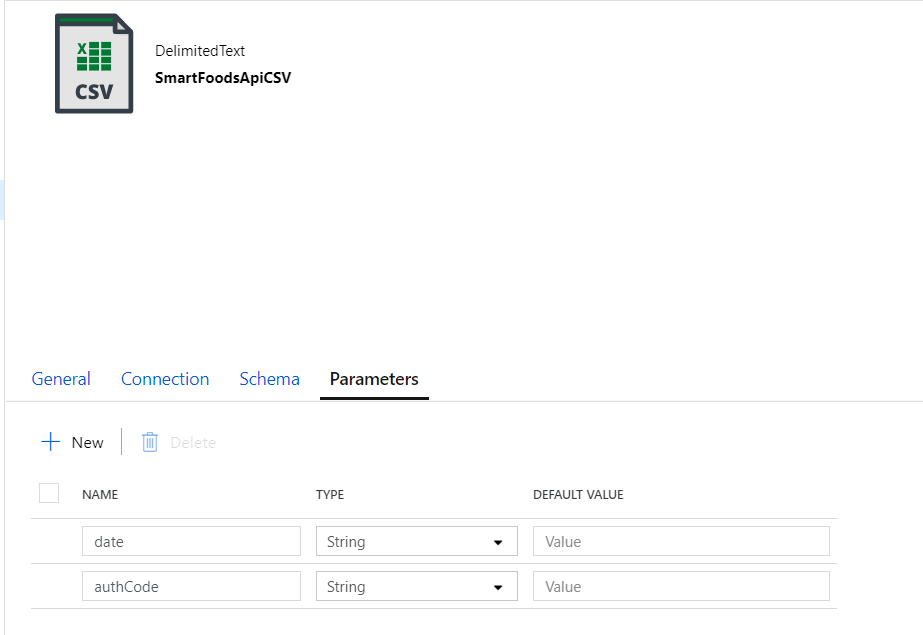 X
CSV
DelimitedText
SmartFoodsApiCSV
General Connection Schema Parameters
New Delete
NAME TYPE DEFAULT VALUE
date String Value
authCode String Value